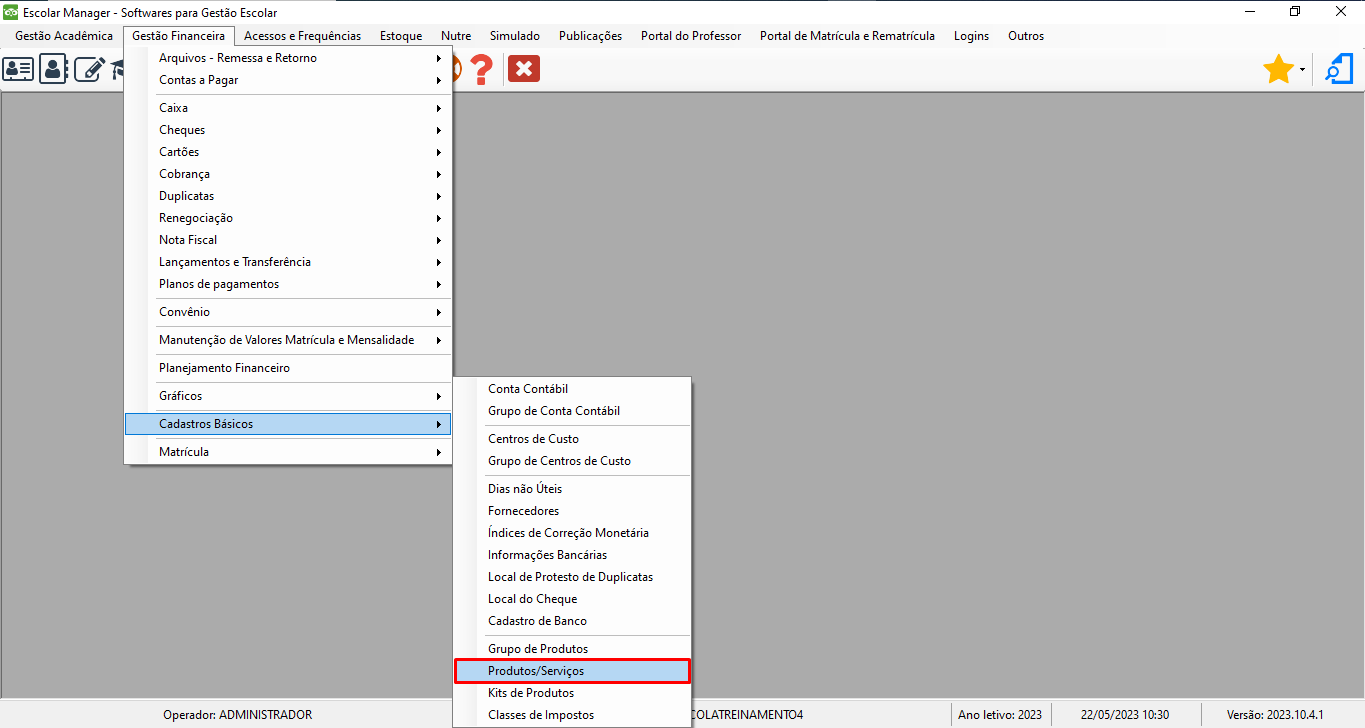 Escolar Manager - Softwares para Gestão Escolar
Gestão Acadêmica Gestão Financeira Acessos e Frequências Estoque Nutre Simulado Publicações Portal do Professor Portal de Matrícula e Rematrícula Logins Outros
Arquivos - Remessa e Retorno
Contas a Pagar
Caixa
Cheques
Cartões
Cobrança
Duplicatas
Renegociação
Nota Fiscal
Lançamentos e Transferência
Planos de pagamentos
Convênio
Manutenção de Valores Matrícula e Mensalidade
Planejamento Financeiro
Gráficos
Cadastros Básicos
Matrícula
Conta Contábil
Grupo de Conta Contábil
Centros de Custo
Grupo de Centros de Custo
Dias não Úteis
Fornecedores
Índices de Correção Monetária
Informações Bancárias
Local de Protesto de Duplicatas
Local do Cheque
Cadastro de Banco
Grupo de Produtos
Produtos/Serviços
Kits de Produtos
Classes de Impostos
Operador: ADMINISTRADOR COLATREINAMENTO4 Ano letivo: 2023 22/05/2023 10:30 Versão: 2023.10.4.1